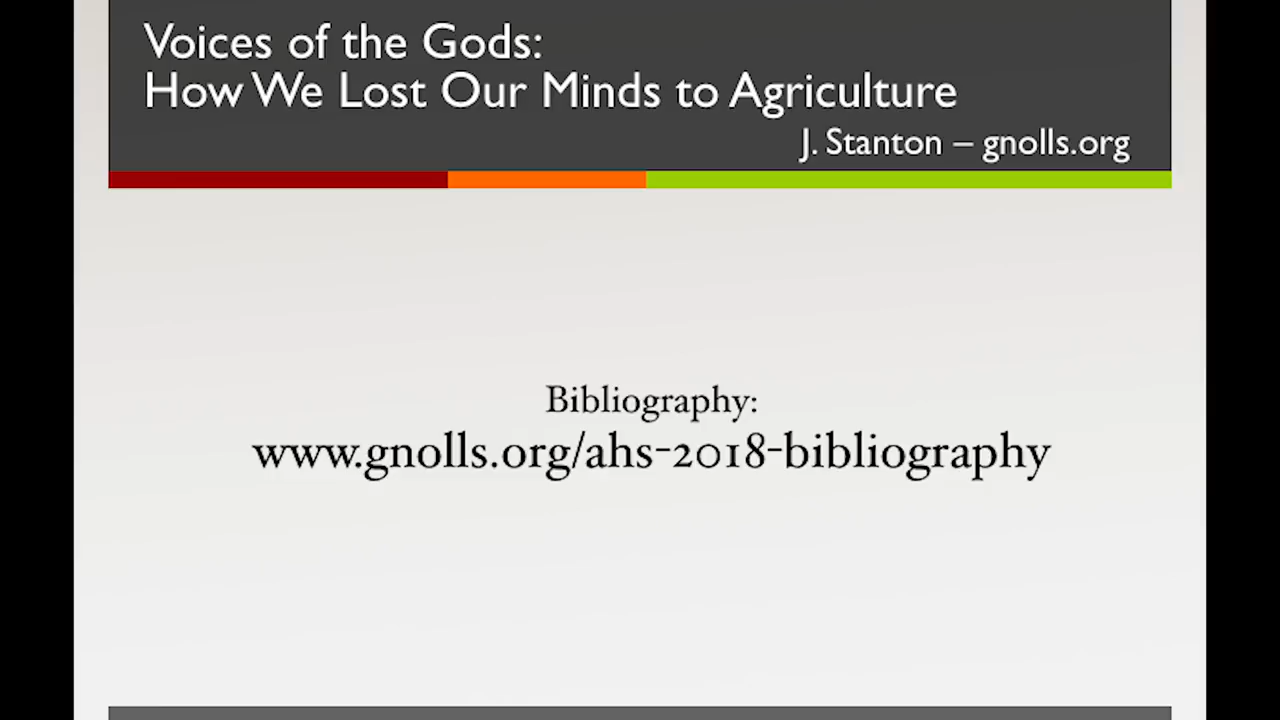 Voices of the Gods:
How We Lost Our Minds to Agriculture
J. Stanton – gnolls.org
Bibliography:
www.gnolls.org/ahs-2018-bibliography